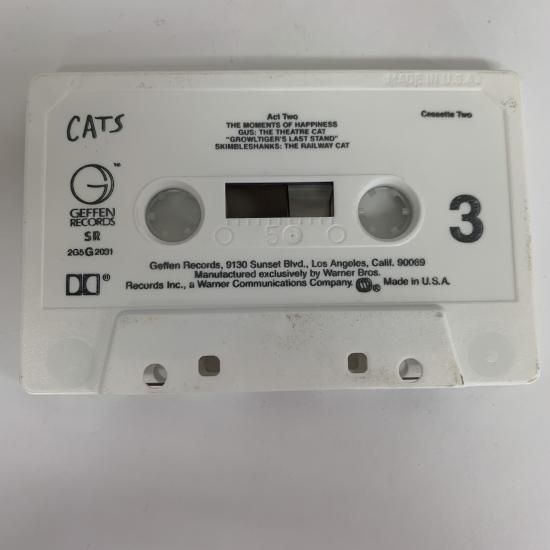 MADE IN U.S.A.
CATS
Act Two
THE MOMENTS OF HAPPINESS
GUS: THE THEATRE CAT
"GROWLTIGER'S LAST STAND"
SKIMBLESHANKS: THE RAILWAY CAT
Cassette Two
G ™
GEFFEN
RECORDS
SR
2G5 G 2031
3
50
Geffen Records, 9130 Sunset Blvd., Los Angeles, Calif. 90069
Manufactured exclusively by Warner Bros.
Records Inc., a Warner Communications Company. ® Made in U.S.A.
®